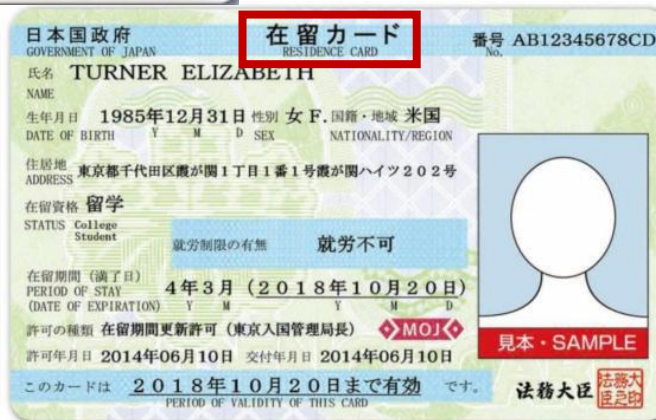 日本国政府 在留カード 番号 AB12345678CD
GOVERNMENT OF JAPAN RESIDENCE CARD No.
氏名 TURNER ELIZABETH
NAME
生年月日 1985年12月31日 性別 女 F. 国籍・地域 米国
DATE OF BIRTH Y M D SEX NATIONALITY/REGION
住居地 東京都千代田区霞が関1丁目1番1号霞が関ハイツ202号
ADDRESS
在留資格 留学
STATUS College
Student
就労制限の有無 就労不可
在留期間(満了日)
PERIOD OF STAY 4年3月(2018年10月20日)
(DATE OF EXPIRATION) Y M Y M D
許可の種類 在留期間更新許可(東京入国管理局長) MOJ
見本・SAMPLE
許可年月日 2014年06月10日 交付年月日 2014年06月10日
このカードは 2018年10月20日まで有効 です。
PERIOD OF VALIDITY OF THIS CARD
法務大臣 法務大臣之印